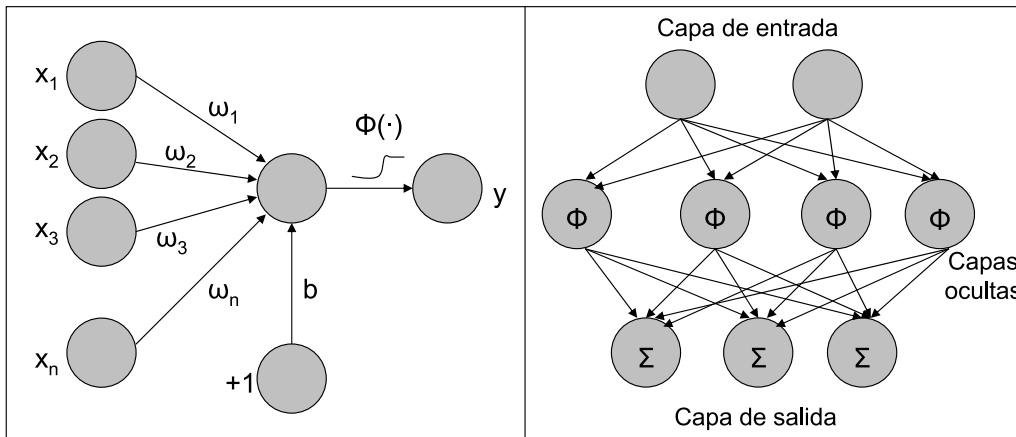 x1
ω1
x2
ω2
x3
ω3
xn
ωn
Φ(·)
y
b
+1
Capa de entrada
Φ Φ Φ Φ
Capas
ocultas
Σ Σ Σ
Capa de salida